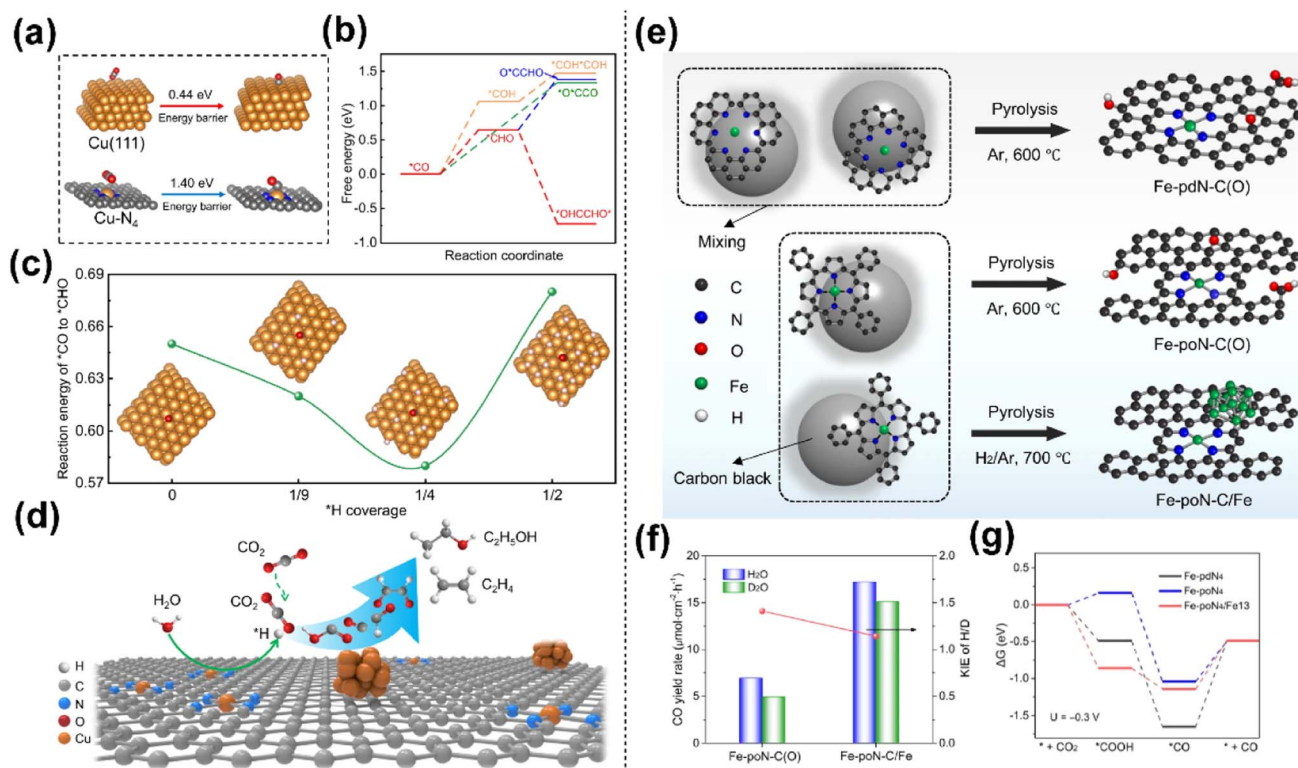 (a)
0.44 eV
Energy barrier
Cu(111)
1.40 eV
Energy barrier
Cu-N4
(b)
Free energy (eV)
1.5
1.0
0.5
0.0
-0.5
-1.0
*CO
*COH
*CHO
*COH*COH
O*CCHO
*O*CCO
*OHCCHO*
Reaction coordinate
(c)
Reaction energy of *CO to *CHO
0.69
0.66
0.63
0.60
0.57
0
1/9
1/4
1/2
*H coverage
(d)
CO2
CO2
H2O
*H
C2H5OH
C2H4
H
C
N
O
Cu
(e)
Mixing
Pyrolysis
Ar, 600 ℃
Fe-pdN-C(O)
C
N
O
Fe
H
Carbon black
Pyrolysis
Ar, 600 ℃
Fe-poN-C(O)
Pyrolysis
H2/Ar, 700 ℃
Fe-poN-C/Fe
(f)
CO yield rate (μmol·cm-2·h-1)
20
15
10
5
0
H2O
D2O
2.0
1.5
1.0
0.5
0.0
KIE of H/D
Fe-poN-C(O)
Fe-poN-C/Fe
(g)
ΔG (eV)
0.0
-0.5
-1.0
-1.5
Fe-pdN4
Fe-poN4
Fe-poN4/Fe13
U = –0.3 V
* + CO2
*COOH
*CO
* + CO